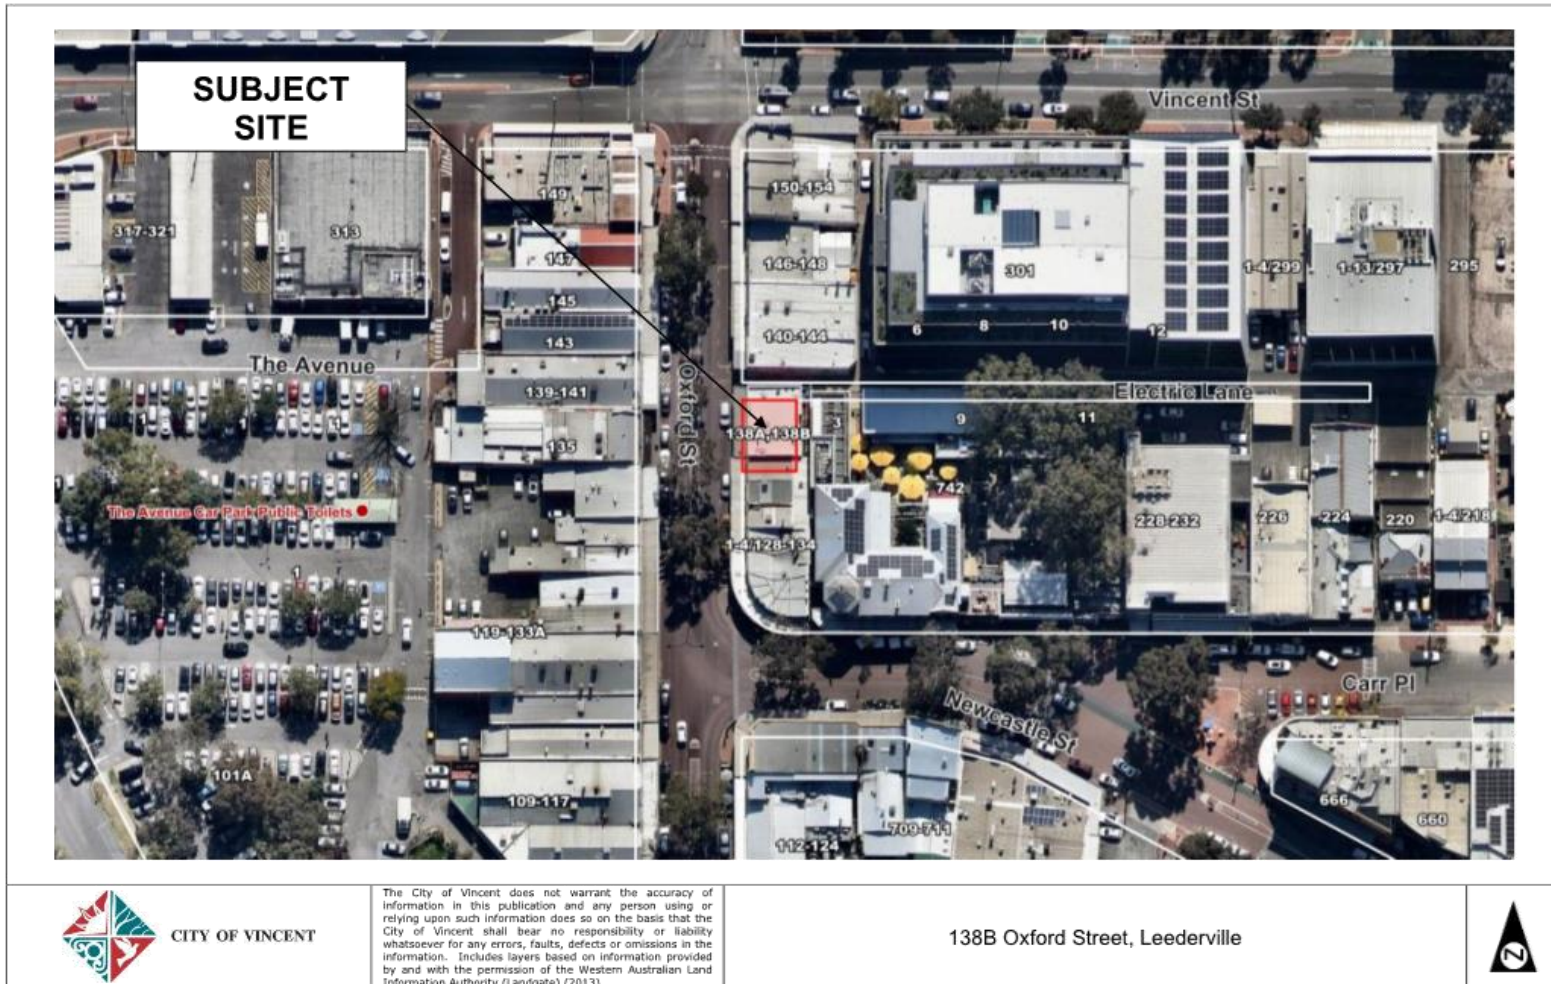 SUBJECT
SITE
Vincent St
150-154
149
317-321
313
147
146-148
301
1-4/299
1-13/297
295
145
143
140-144
6
8
10
12
The Avenue
139-141
Oxford St
Electric Lane
138A,138B
3
9
11
135
1
742
The Avenue Car Park Public Toilets
1-4/128-134
228-232
226
224
220
1-4/218
1
119-133A
Carr Pl
Newcastle St
101A
109-117
112-124
709-711
666
660
CITY OF VINCENT
The City of Vincent does not warrant the accuracy of
information in this publication and any person using or
relying upon such information does so on the basis that the
City of Vincent shall bear no responsibility or liability
whatsoever for any errors, faults, defects or omissions in the
information. Includes layers based on information provided
by and with the permission of the Western Australian Land
Information Authority (Landgate) (2013).
138B Oxford Street, Leederville
N